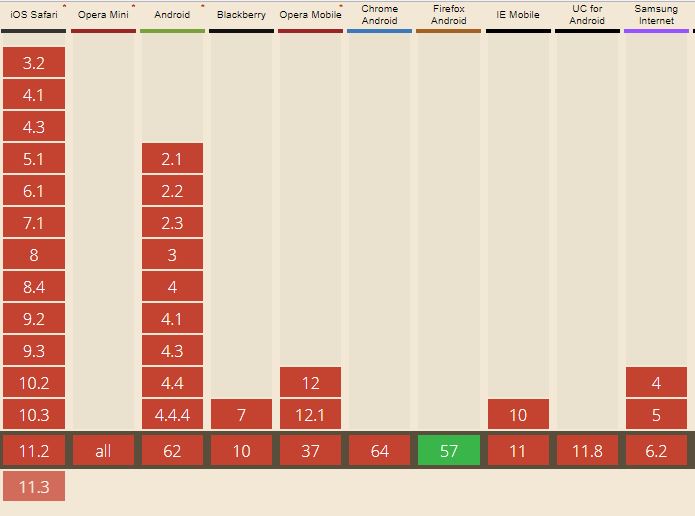 iOS Safari * Opera Mini * Android * Blackberry Opera Mobile * Chrome Android Firefox Android IE Mobile UC for Android Samsung Internet
3.2
4.1
4.3
5.1 2.1
6.1 2.2
7.1 2.3
8 3
8.4 4
9.2 4.1
9.3 4.3
10.2 4.4 12 4
10.3 4.4.4 7 12.1 10 5
11.2 all 62 10 37 64 57 11 11.8 6.2
11.3